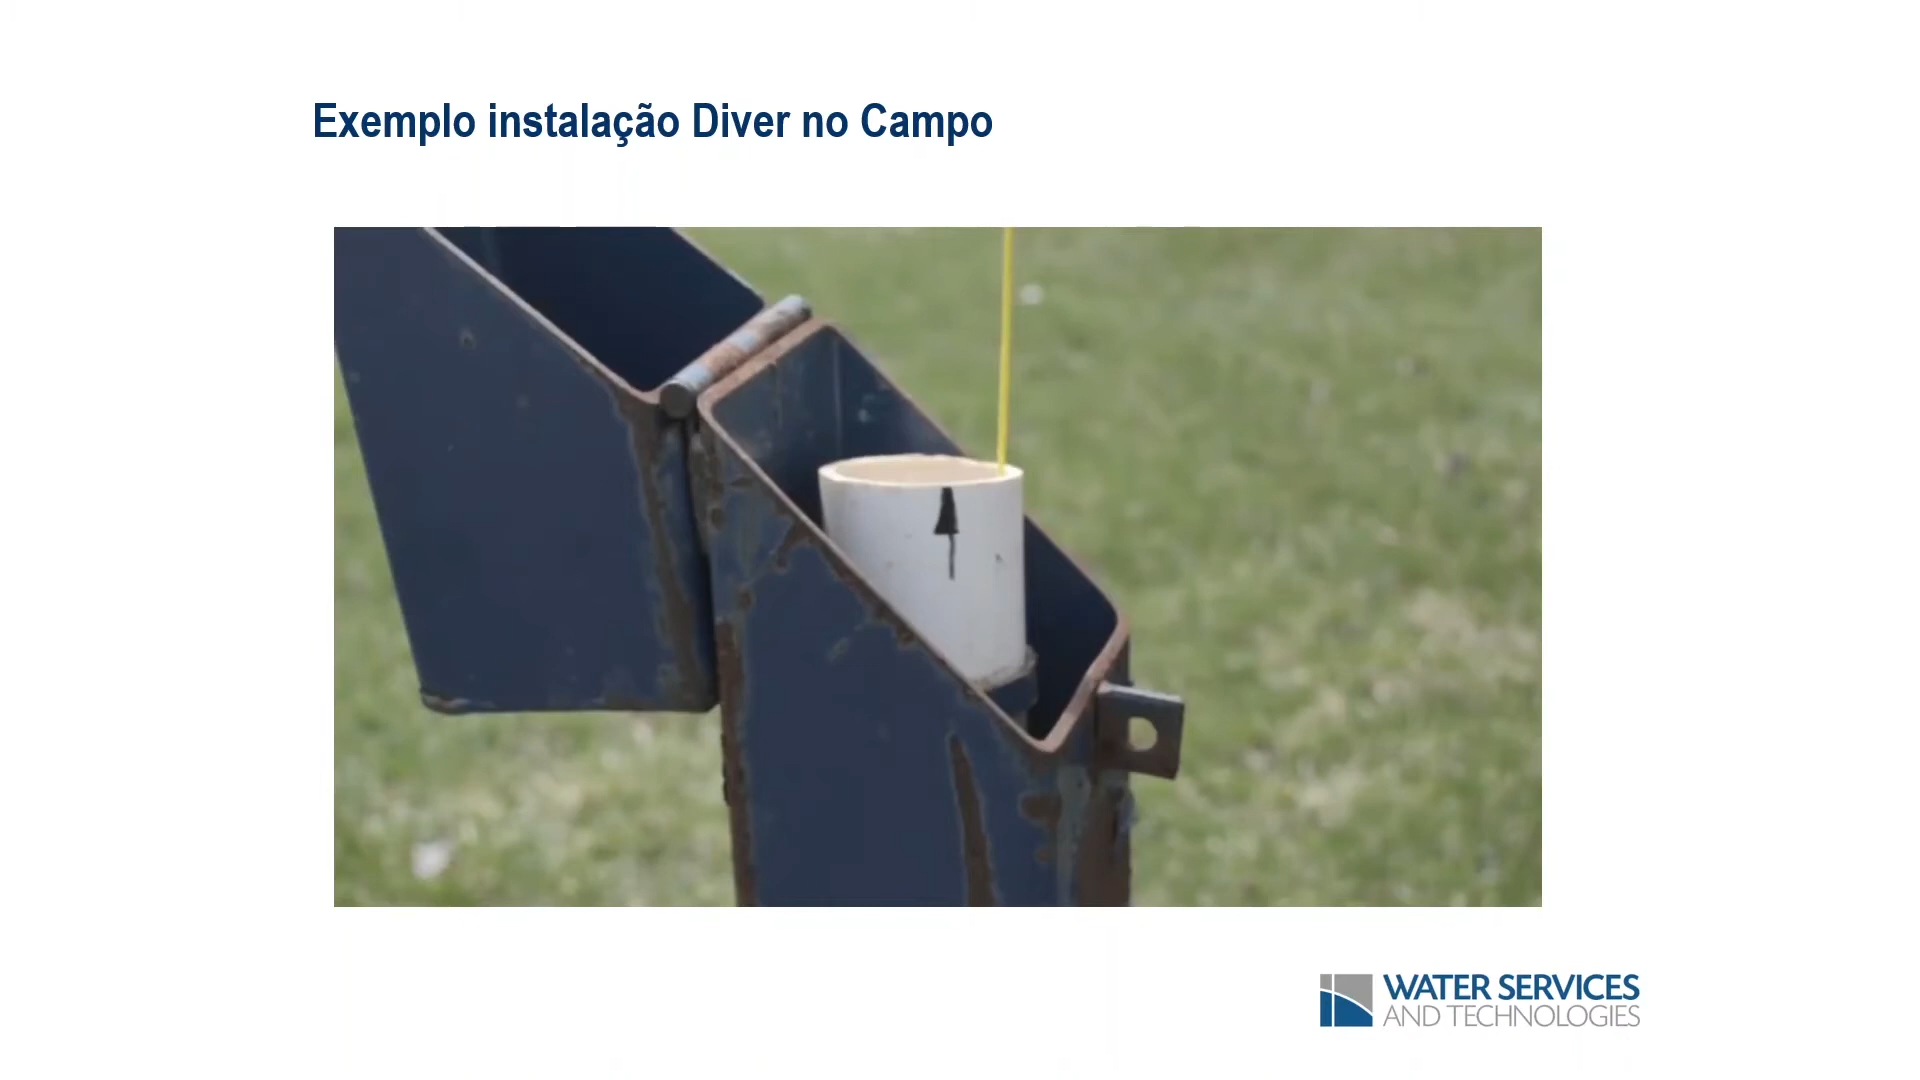 Exemplo instalação Diver no Campo
WATER SERVICES
AND TECHNOLOGIES